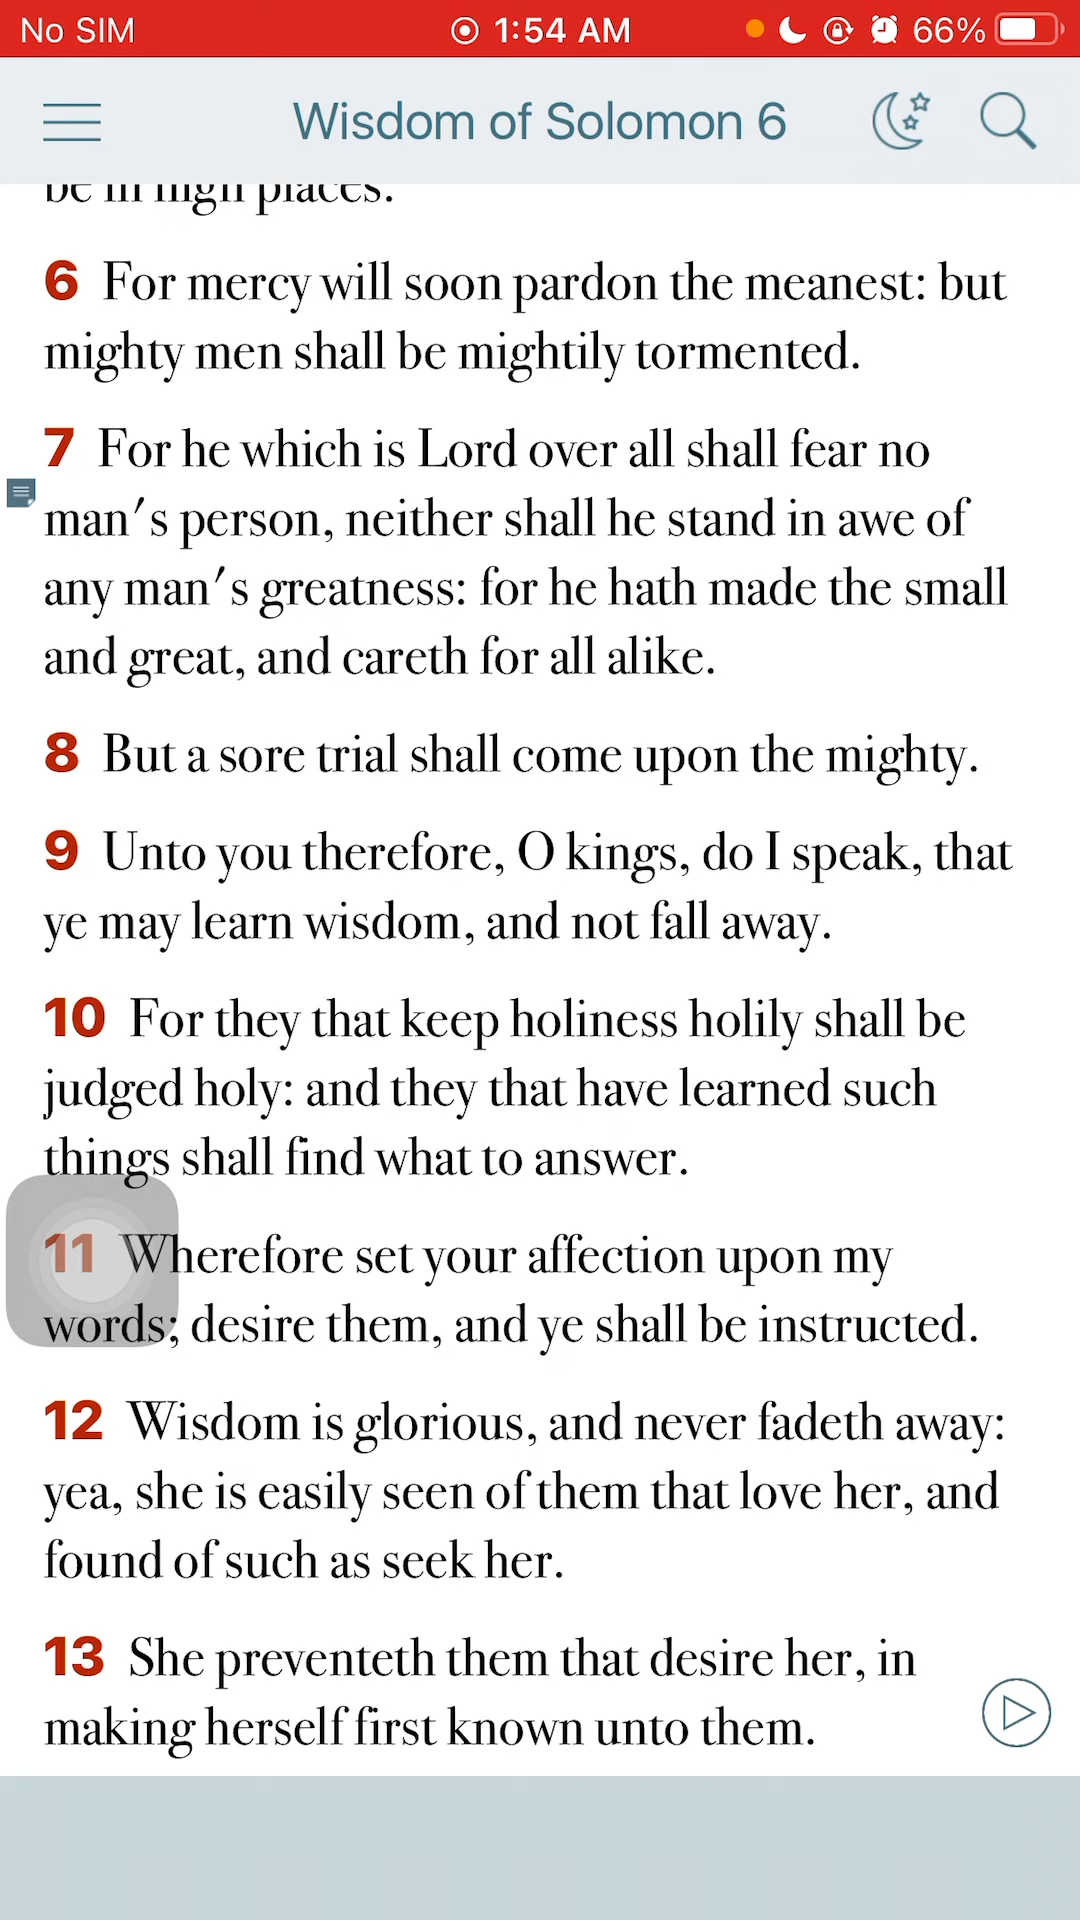 No SIM 1:54 AM 66%
Wisdom of Solomon 6
be in high places.
6 For mercy will soon pardon the meanest: but
mighty men shall be mightily tormented.
7 For he which is Lord over all shall fear no
man's person, neither shall he stand in awe of
any man's greatness: for he hath made the small
and great, and careth for all alike.
8 But a sore trial shall come upon the mighty.
9 Unto you therefore, O kings, do I speak, that
ye may learn wisdom, and not fall away.
10 For they that keep holiness holily shall be
judged holy: and they that have learned such
things shall find what to answer.
11 Wherefore set your affection upon my
words; desire them, and ye shall be instructed.
12 Wisdom is glorious, and never fadeth away:
yea, she is easily seen of them that love her, and
found of such as seek her.
13 She preventeth them that desire her, in
making herself first known unto them.